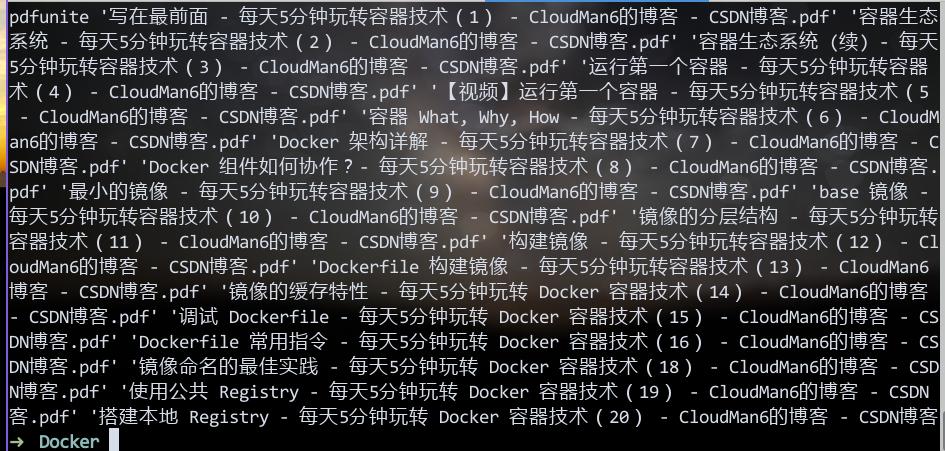 pdfunite '写在最前面 - 每天5分钟玩转容器技术(1) - CloudMan6的博客 - CSDN博客.pdf' '容器生态
系统 - 每天5分钟玩转容器技术(2) - CloudMan6的博客 - CSDN博客.pdf' '容器生态系统 (续) - 每天
5分钟玩转容器技术(3) - CloudMan6的博客 - CSDN博客.pdf' '运行第一个容器 - 每天5分钟玩转容器
术(4) - CloudMan6的博客 - CSDN博客.pdf' '【视频】运行第一个容器 - 每天5分钟玩转容器技术(5
- CloudMan6的博客 - CSDN博客.pdf' '容器 What, Why, How - 每天5分钟玩转容器技术(6) - CloudM
an6的博客 - CSDN博客.pdf' 'Docker 架构详解 - 每天5分钟玩转容器技术(7) - CloudMan6的博客 - C
SDN博客.pdf' 'Docker 组件如何协作？- 每天5分钟玩转容器技术(8) - CloudMan6的博客 - CSDN博客.
pdf' '最小的镜像 - 每天5分钟玩转容器技术(9) - CloudMan6的博客 - CSDN博客.pdf' 'base 镜像 -
每天5分钟玩转容器技术(10) - CloudMan6的博客 - CSDN博客.pdf' '镜像的分层结构 - 每天5分钟玩转
容器技术(11) - CloudMan6的博客 - CSDN博客.pdf' '构建镜像 - 每天5分钟玩转容器技术(12) - Cl
oudMan6的博客 - CSDN博客.pdf' 'Dockerfile 构建镜像 - 每天5分钟玩转容器技术(13) - CloudMan6
博客 - CSDN博客.pdf' '镜像的缓存特性 - 每天5分钟玩转 Docker 容器技术(14) - CloudMan6的博客
- CSDN博客.pdf' '调试 Dockerfile - 每天5分钟玩转 Docker 容器技术(15) - CloudMan6的博客 - CS
DN博客.pdf' 'Dockerfile 常用指令 - 每天5分钟玩转 Docker 容器技术(16) - CloudMan6的博客 - CS
DN博客.pdf' '镜像命名的最佳实践 - 每天5分钟玩转 Docker 容器技术(18) - CloudMan6的博客 - CSD
N博客.pdf' '使用公共 Registry - 每天5分钟玩转 Docker 容器技术(19) - CloudMan6的博客 - CSDN
客.pdf' '搭建本地 Registry - 每天5分钟玩转 Docker 容器技术(20) - CloudMan6的博客 - CSDN博客
➜ Docker